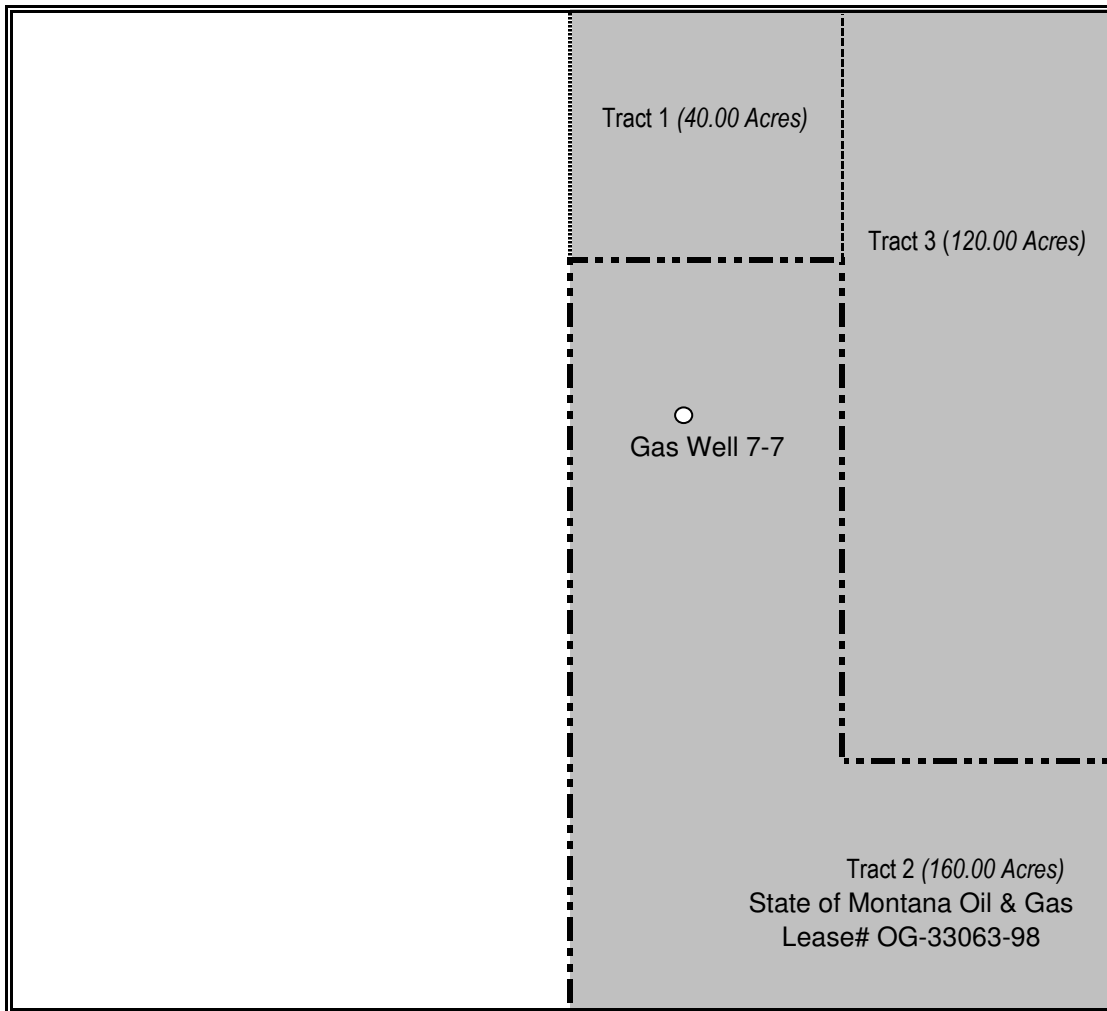 Tract 1 (40.00 Acres)
Tract 3 (120.00 Acres)
Gas Well 7-7
Tract 2 (160.00 Acres)
State of Montana Oil & Gas
Lease# OG-33063-98